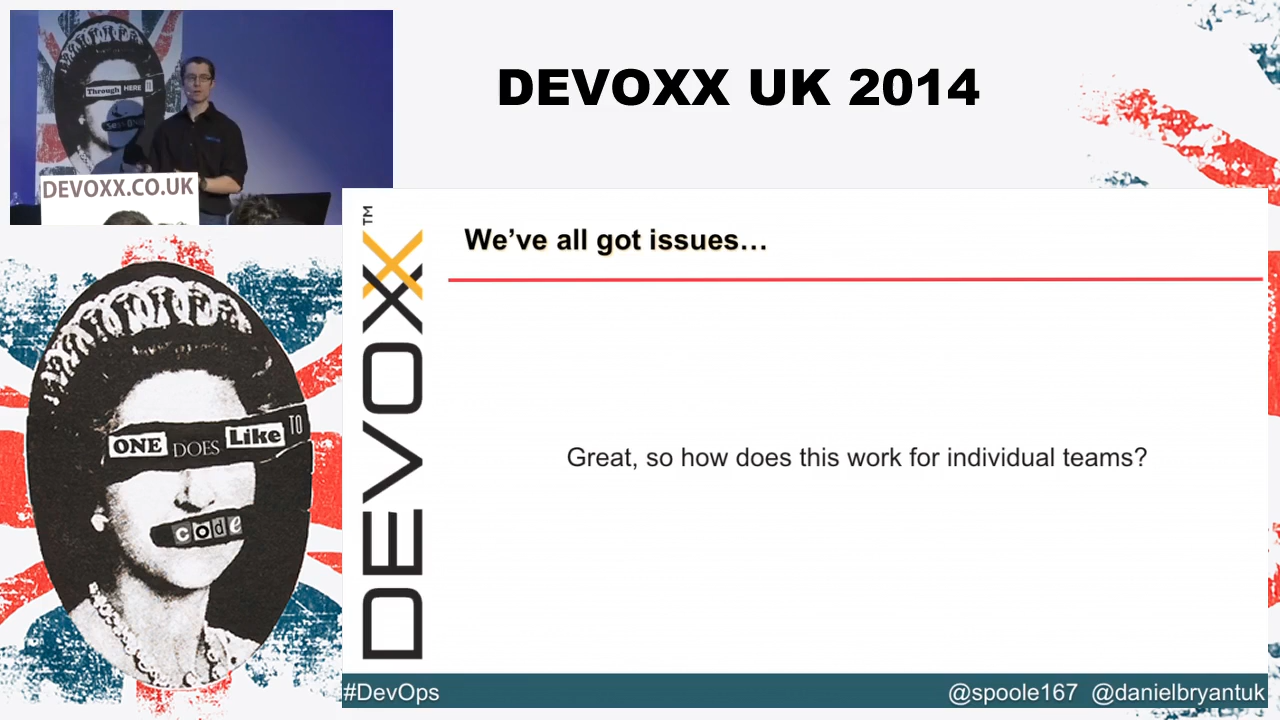 Through HERE
DEVOXX.CO.UK
DEVOXX UK 2014
ONE DOES Like TO
code
DEVOXX™
We’ve all got issues…
Great, so how does this work for individual teams?
#DevOps
@spoole167 @danielbryantuk